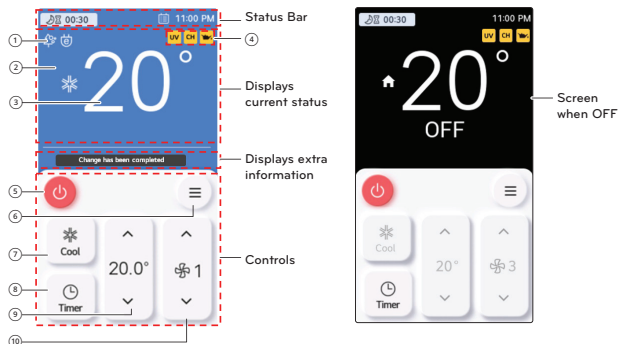 00:30
11:00 PM
Status Bar
1
UV CH
4
2
20°
3
Displays
current status
Change has been completed
Displays extra
information
5
6
Cool
7
20.0°
1
Controls
8
Timer
9
10
00:30
11:00 PM
UV CH
20°
OFF
Screen
when OFF
Cool
20°
3
Timer